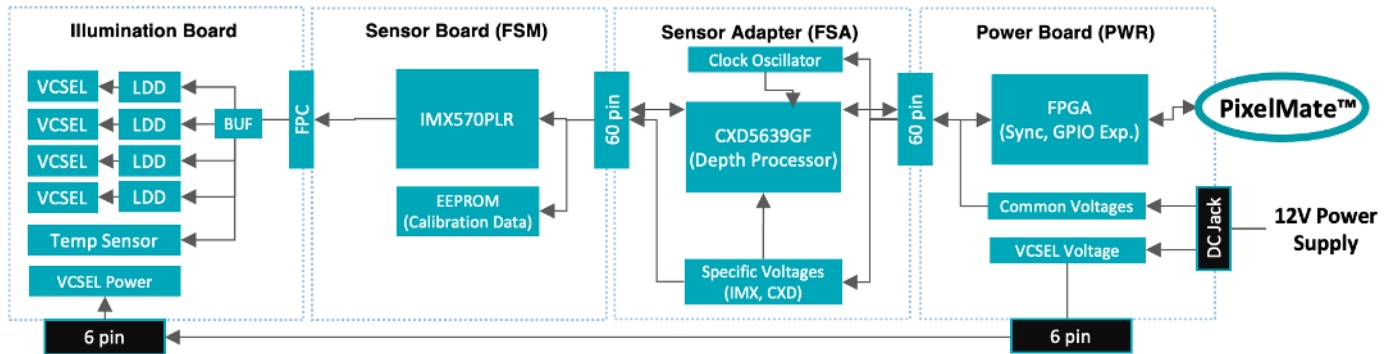 Illumination Board
VCSEL
LDD
VCSEL
LDD
BUF
VCSEL
LDD
VCSEL
LDD
Temp Sensor
VCSEL Power
6 pin
FPC
Sensor Board (FSM)
IMX570PLR
EEPROM
(Calibration Data)
60 pin
Sensor Adapter (FSA)
Clock Oscillator
CXD5639GF
(Depth Processor)
Specific Voltages
(IMX, CXD)
60 pin
Power Board (PWR)
FPGA
(Sync, GPIO Exp.)
Common Voltages
VCSEL Voltage
6 pin
DC Jack
PixelMate™
12V Power
Supply